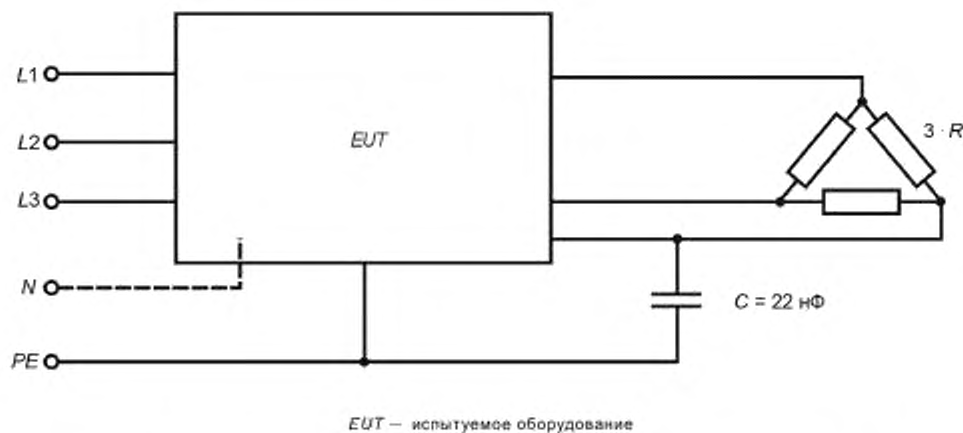 L1
EUT
3 · R
L2
L3
N
C = 22 нФ
PE
EUT — испытуемое оборудование